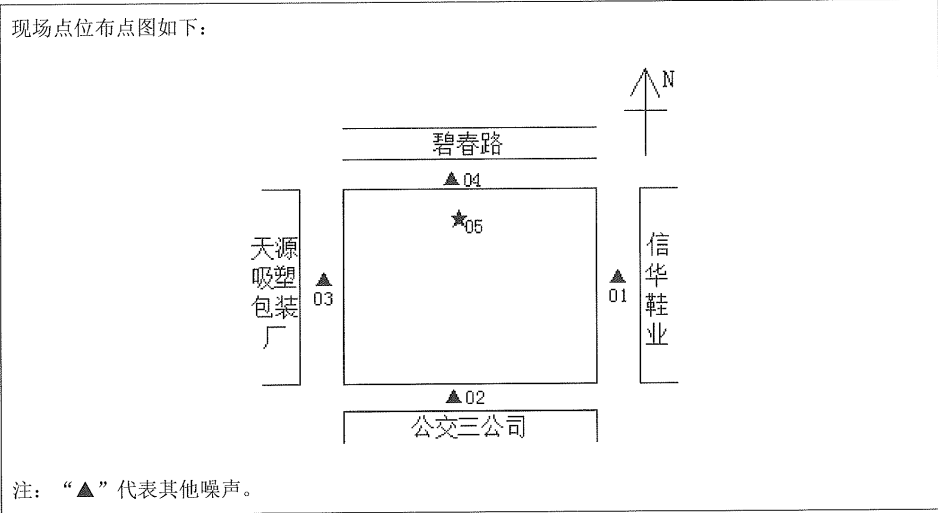 现场点位布点图如下：
N
碧春路
▲04
★05
天源
吸塑
包装
厂
▲
03
▲
01
信
华
鞋
业
▲02
公交三公司
注：“▲”代表其他噪声。